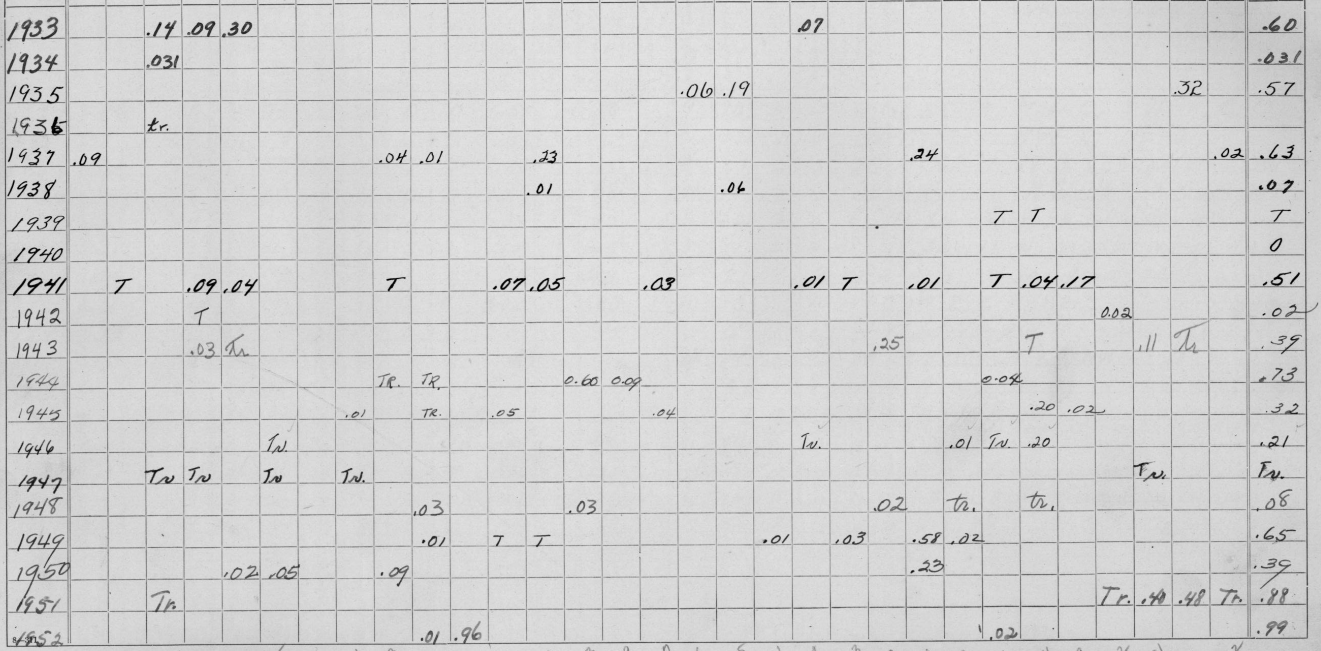 1933 .14 .09 .30 .07 .60
1934 .031 .031
1935 .06 .19 .32 .57
1936 tr.
1937 .09 .04 .01 .23 .24 .02 .63
1938 .01 .06 .07
1939 T T T
1940 0
1941 T .09 .04 T .07 .05 .03 .01 T .01 T .04 .17 .51
1942 T 0.02 .02
1943 .03 Tr .25 T .11 Tr .39
1944 TR. TR. 0.60 0.09 0.04 .73
1945 .01 TR. .05 .04 .20 .02 .32
1946 Tr. Tr. .01 Tr. .20 .21
1947 Tr Tr Tr Tr. Tr. Tr.
1948 .03 .03 .02 tr. tr. .08
1949 .01 T T .01 .03 .58 .02 .65
1950 .02 .05 .09 .23 .39
1951 Tr. Tr. .40 .48 Tr. .88
1952 .01 .96 .02 .99